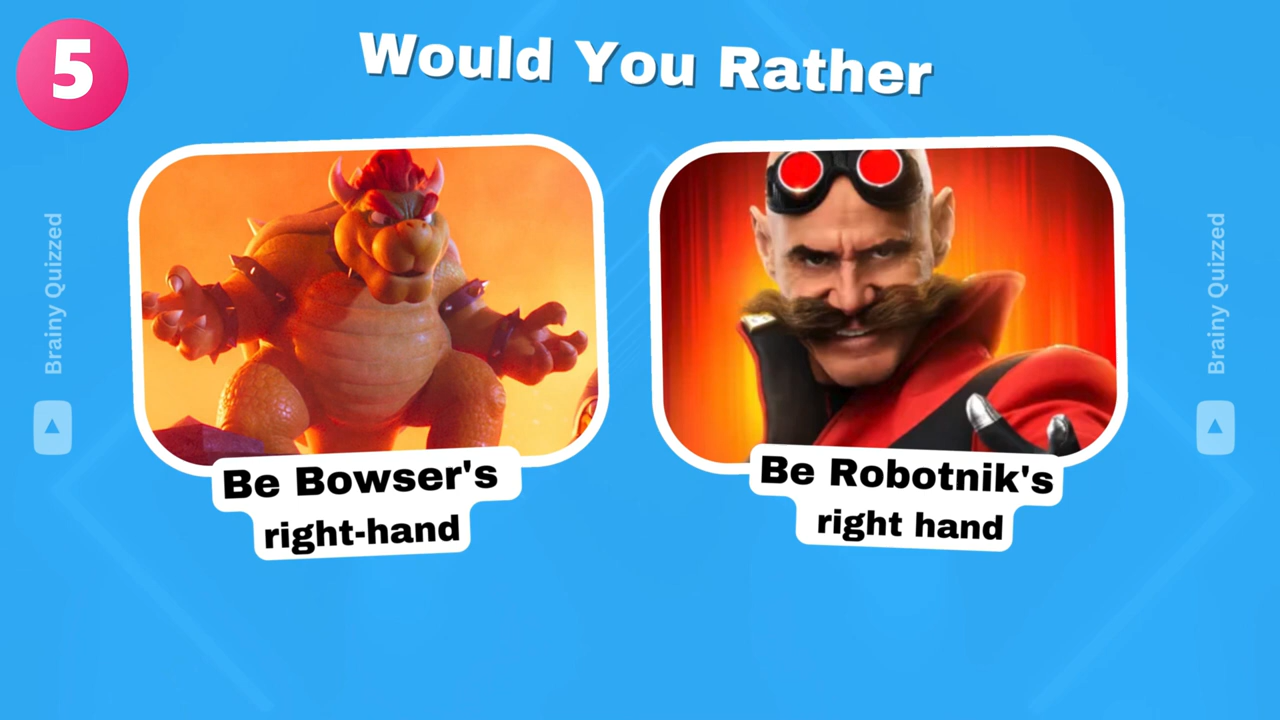 5
Would You Rather
Brainy Quizzed
Brainy Quizzed
Be Bowser's
right-hand
Be Robotnik's
right hand